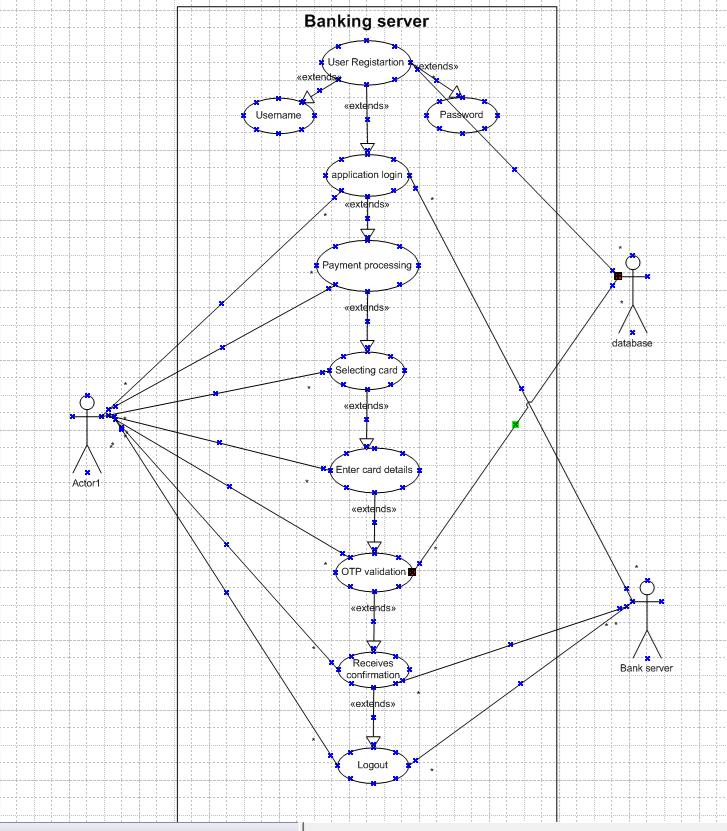 Banking server
User Registartion
«extends»
«extends»
«extends»
Username
Password
application login
«extends»
Payment processing
«extends»
Selecting card
«extends»
Enter card details
«extends»
OTP validation
«extends»
Receives
confirmation
«extends»
Logout
Actor1
database
Bank server